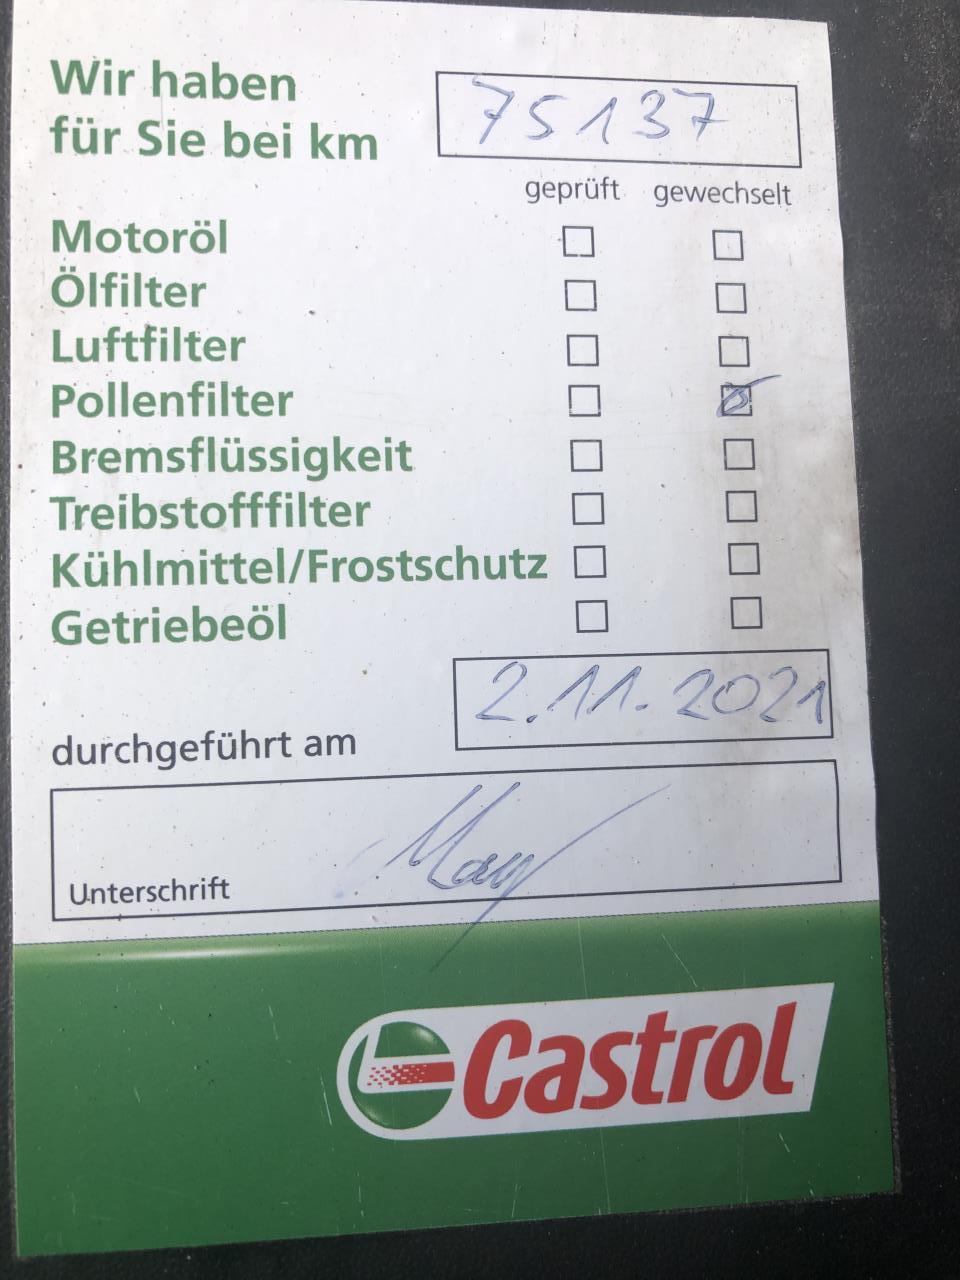 Wir haben
für Sie bei km 75137
geprüft gewechselt
Motoröl
Ölfilter
Luftfilter
Pollenfilter
Bremsflüssigkeit
Treibstofffilter
Kühlmittel/Frostschutz
Getriebeöl
durchgeführt am 2.11.2021
Unterschrift
Castrol